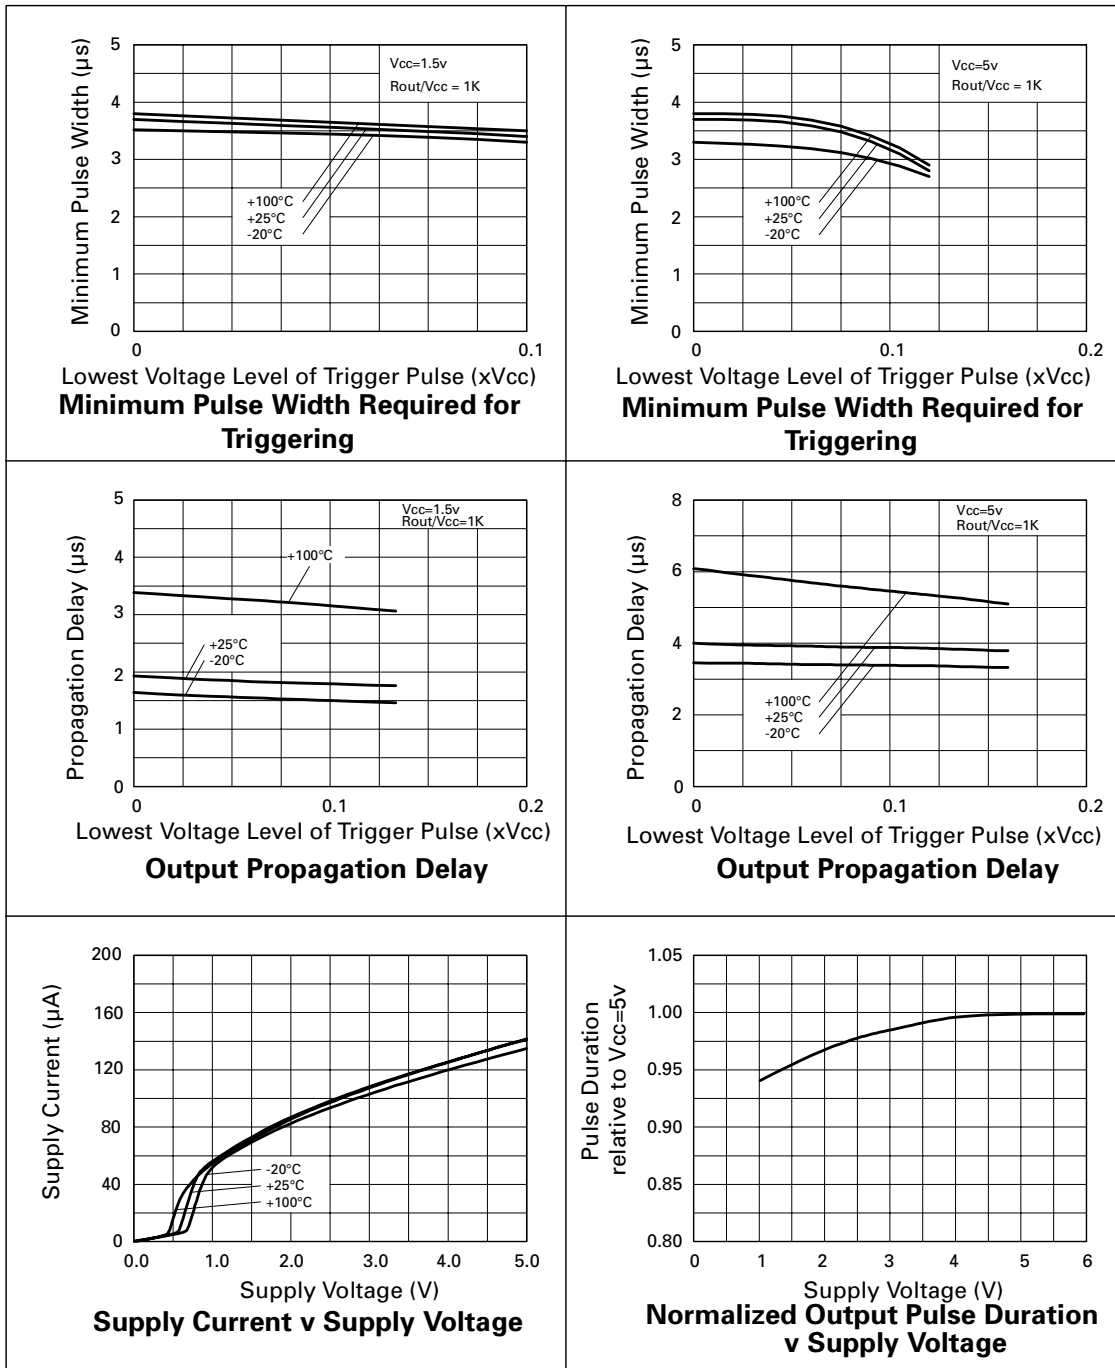 Minimum Pulse Width (µs)
5
4
3
2
1
0
Vcc=1.5v
Rout/Vcc = 1K
+100°C
+25°C
-20°C
0
0.1
Lowest Voltage Level of Trigger Pulse (xVcc)
Minimum Pulse Width Required for
Triggering
Minimum Pulse Width (µs)
5
4
3
2
1
0
Vcc=5v
Rout/Vcc = 1K
+100°C
+25°C
-20°C
0
0.1
0.2
Lowest Voltage Level of Trigger Pulse (xVcc)
Minimum Pulse Width Required for
Triggering
Propagation Delay (µs)
5
4
3
2
1
0
Vcc=1.5v
Rout/Vcc=1K
+100°C
+25°C
-20°C
0
0.1
0.2
Lowest Voltage Level of Trigger Pulse (xVcc)
Output Propagation Delay
Propagation Delay (µs)
8
6
4
2
0
Vcc=5v
Rout/Vcc=1K
+100°C
+25°C
-20°C
0
0.1
0.2
Lowest Voltage Level of Trigger Pulse (xVcc)
Output Propagation Delay
Supply Current (µA)
200
160
120
80
40
0
-20°C
+25°C
+100°C
0.0
1.0
2.0
3.0
4.0
5.0
Supply Voltage (V)
Supply Current v Supply Voltage
Pulse Duration
relative to Vcc=5v
1.05
1.00
0.95
0.90
0.85
0.80
0
1
2
3
4
5
6
Supply Voltage (V)
Normalized Output Pulse Duration
v Supply Voltage